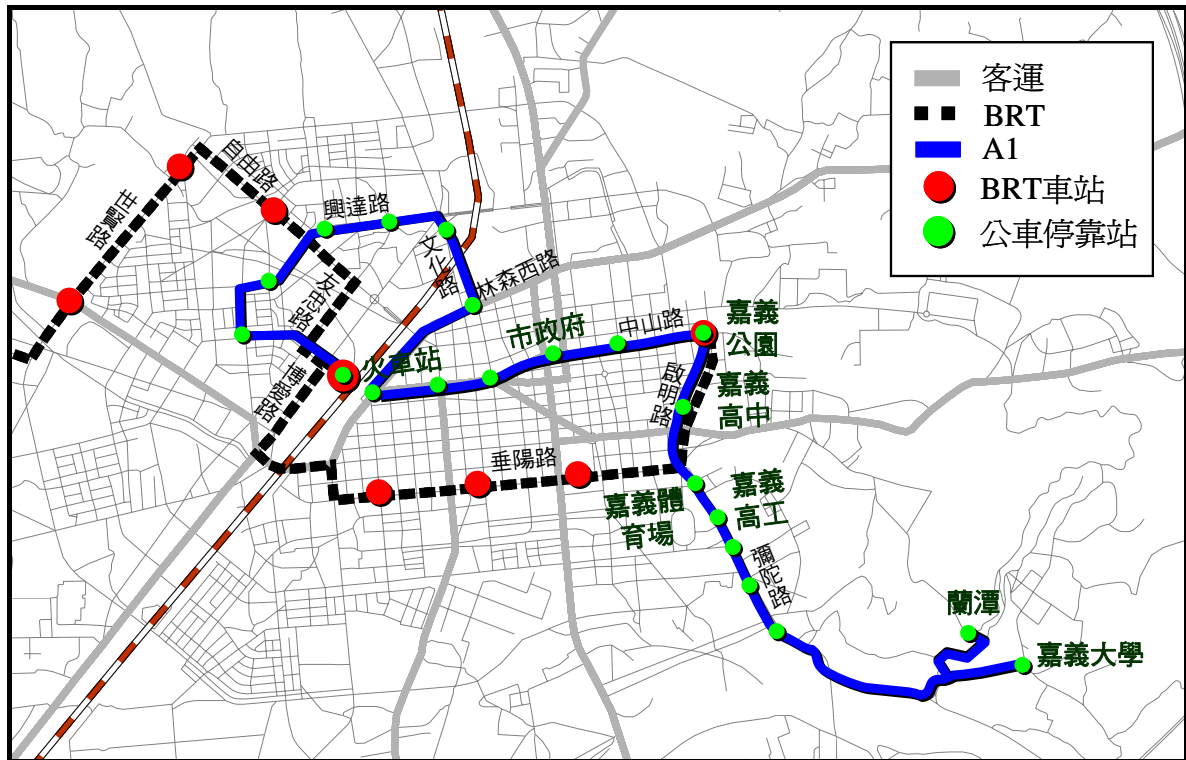 客運
BRT
A1
BRT車站
公車停靠站
自由路
世賢路
興達路
文化路
友忠路
林森西路
博愛路
火車站
市政府
中山路
嘉義
公園
啟明路
嘉義
高中
垂陽路
嘉義體
育場
嘉義
高工
彌陀路
蘭潭
嘉義大學